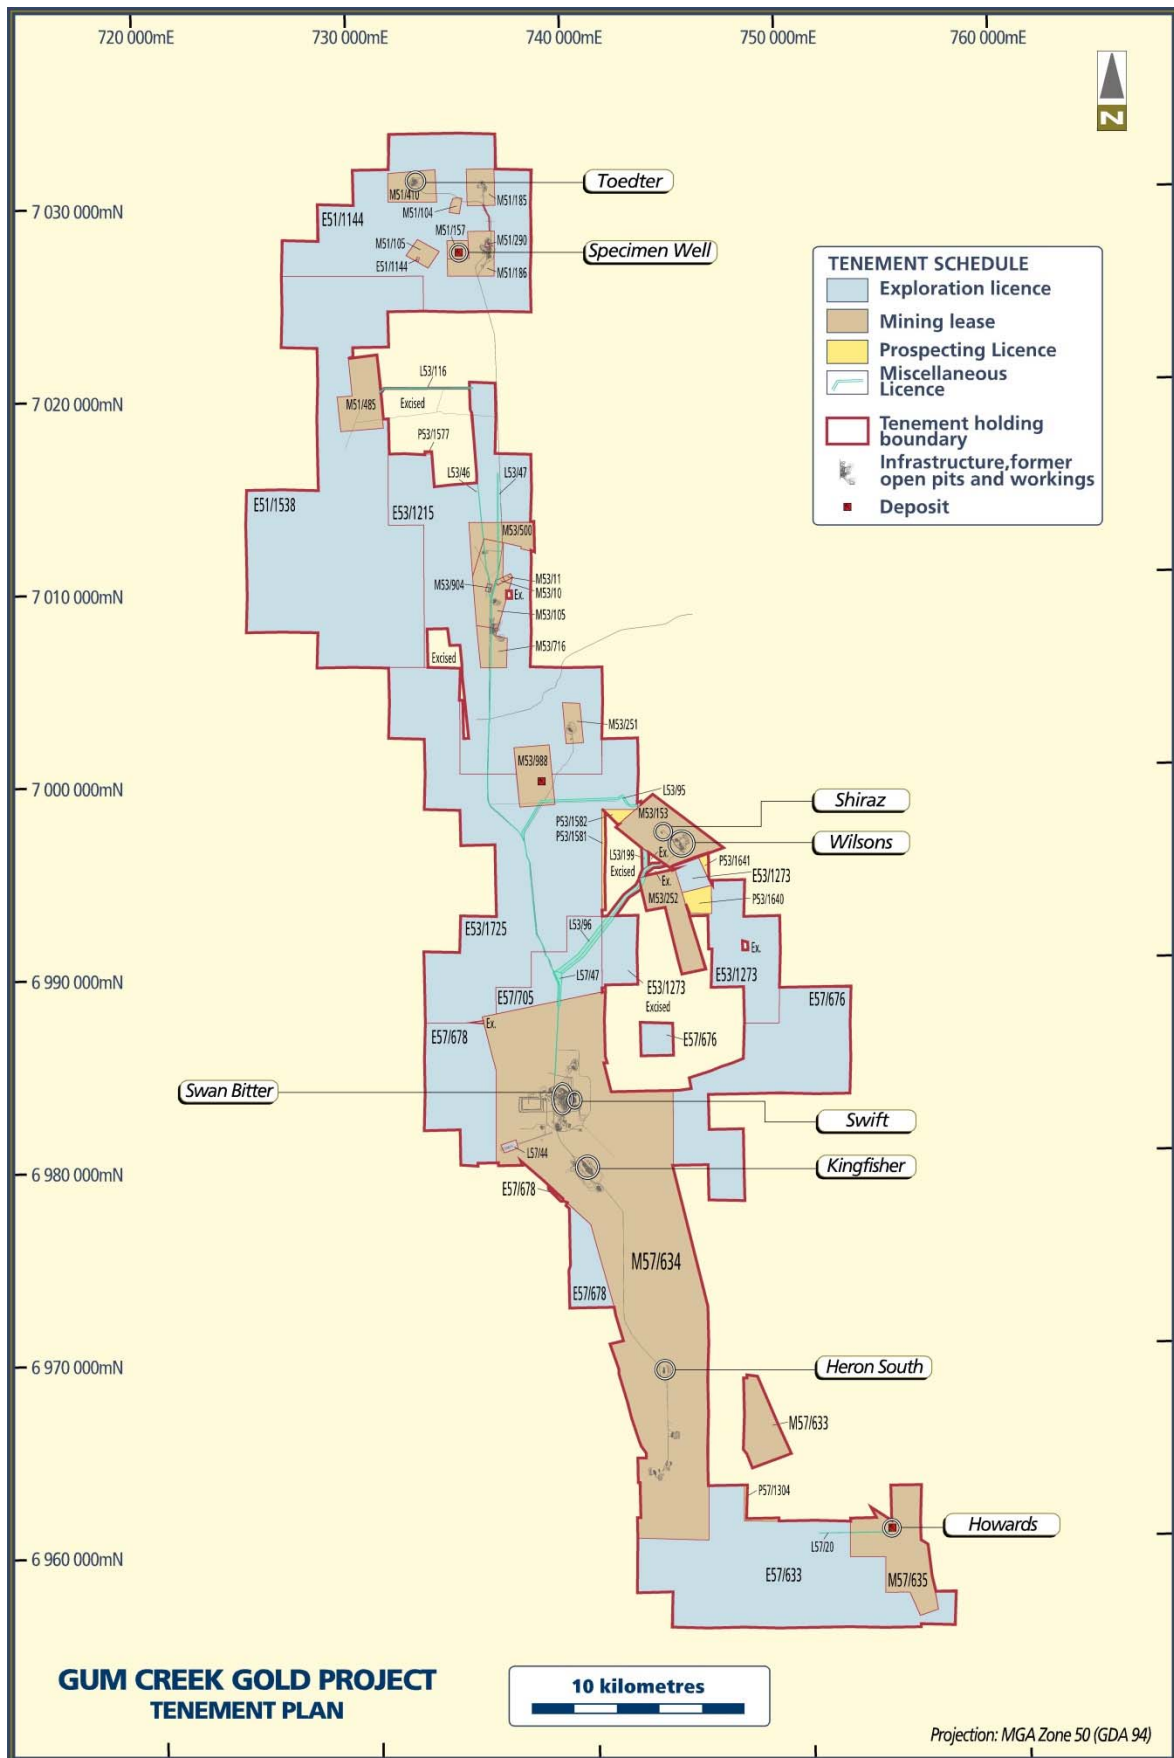 720 000mE
730 000mE
740 000mE
750 000mE
760 000mE
N
Toedter
M51/410
M51/185
7 030 000mN
E51/1144
M51/104
M51/157
M51/105
M51/290
Specimen Well
E51/1144
M51/186
TENEMENT SCHEDULE
Exploration licence
Mining lease
Prospecting Licence
Miscellaneous
Licence
Tenement holding
boundary
Infrastructure,former
open pits and workings
Deposit
L53/116
7 020 000mN
M51/485
Excised
P53/1577
L53/46
L53/47
E51/1538
E53/1215
M53/500
M53/904
M53/11
M53/10
7 010 000mN
Ex.
M53/105
M53/716
Excised
M53/251
M53/988
7 000 000mN
L53/95
Shiraz
M53/153
P53/1582
P53/1581
Wilsons
L53/199
Ex.
P53/1641
Excised
E53/1273
Ex.
M53/252
P53/1640
E53/1725
L53/96
Ex.
6 990 000mN
L57/47
E53/1273
E53/1273
E57/705
E57/676
Excised
Ex.
E57/678
E57/676
Swan Bitter
Swift
L57/44
Kingfisher
6 980 000mN
E57/678
M57/634
E57/678
6 970 000mN
Heron South
M57/633
P57/1304
Howards
L57/20
6 960 000mN
E57/633
M57/635
GUM CREEK GOLD PROJECT
TENEMENT PLAN
10 kilometres
Projection: MGA Zone 50 (GDA 94)